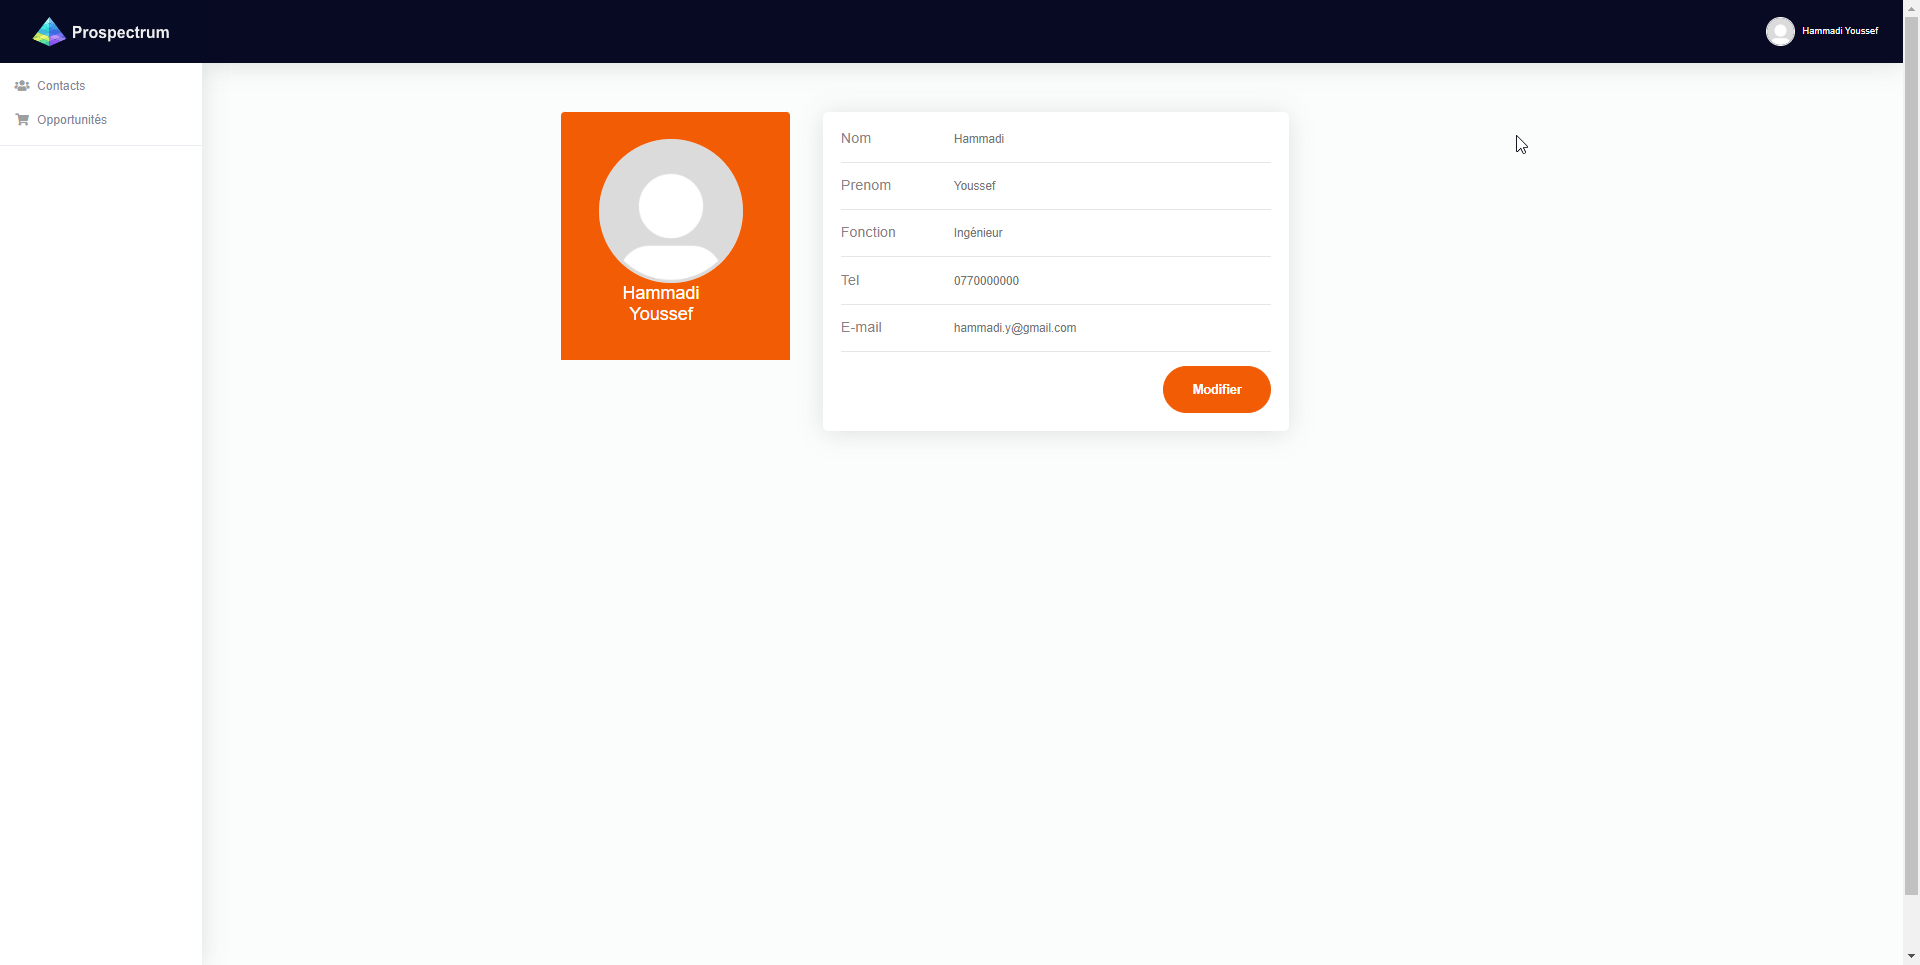 Prospectrum
Hammadi Youssef
Contacts
Opportunités
Hammadi
Youssef
Nom Hammadi
Prenom Youssef
Fonction Ingénieur
Tel 0770000000
E-mail hammadi.y@gmail.com
Modifier